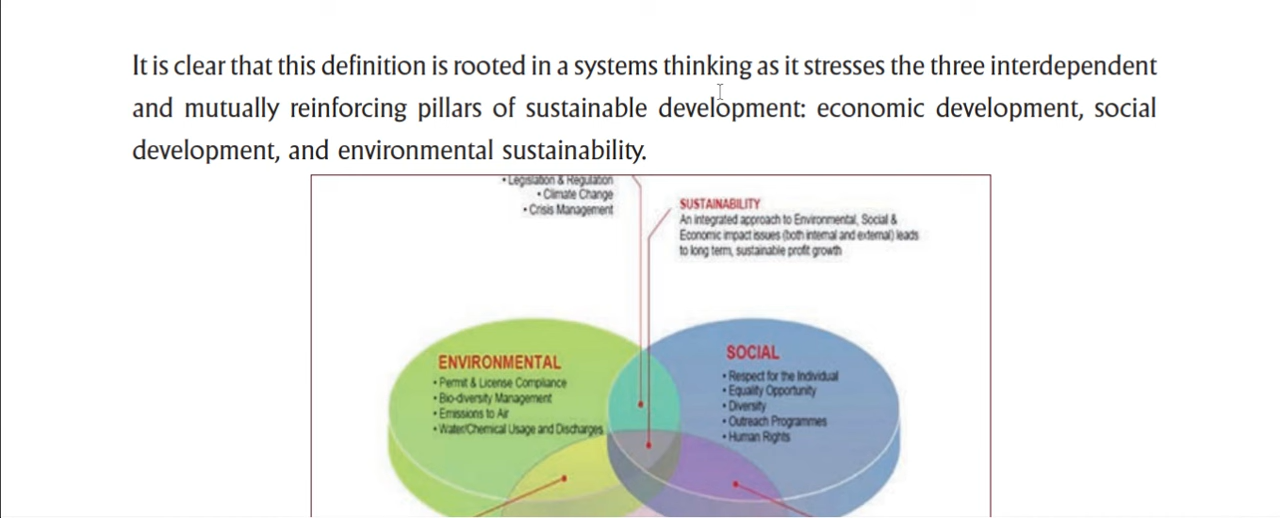 It is clear that this definition is rooted in a systems thinking as it stresses the three interdependent
and mutually reinforcing pillars of sustainable development: economic development, social
development, and environmental sustainability.
• Legislation & Regulation
• Climate Change
• Crisis Management
SUSTAINABILITY
An integrated approach to Environmental, Social &
Economic impact issues (both internal and external) leads
to long term, sustainable profit growth
ENVIRONMENTAL
• Permit & License Compliance
• Bio-diversity Management
• Emissions to Air
• Water/Chemical Usage and Discharges
SOCIAL
• Respect for the Individual
• Equality Opportunity
• Diversity
• Outreach Programmes
• Human Rights